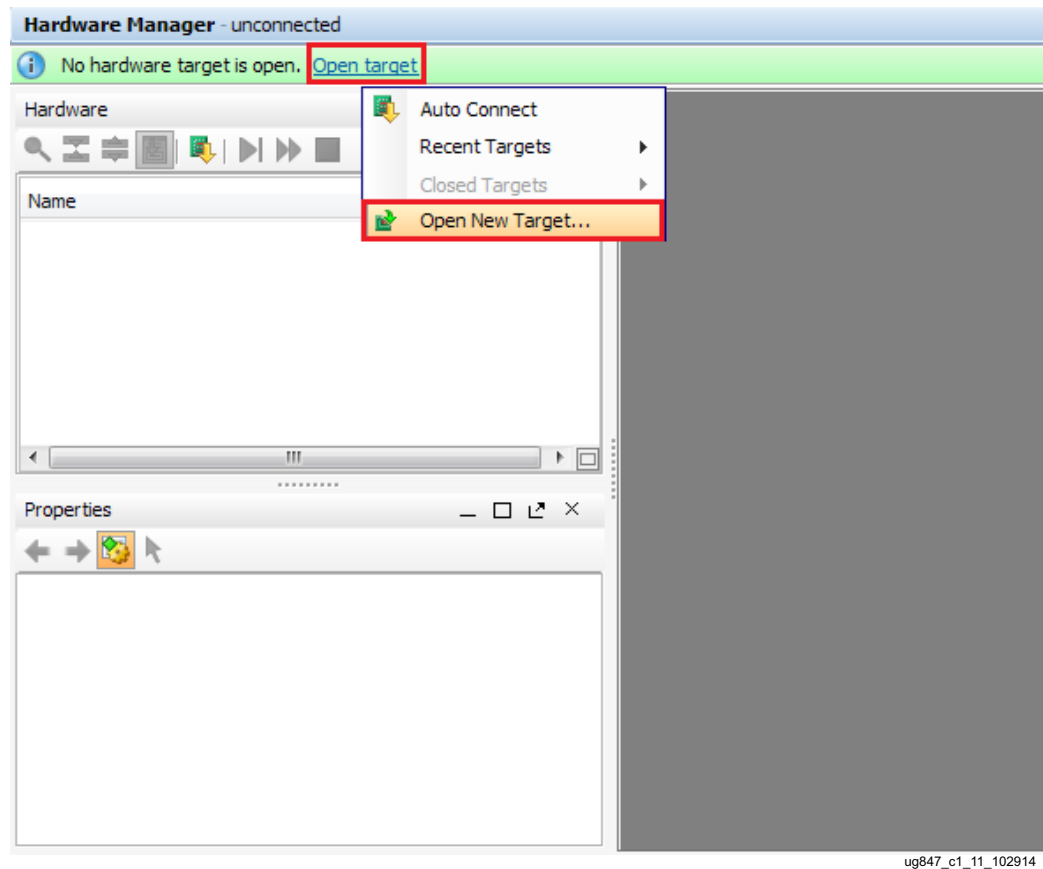 Hardware Manager - unconnected
No hardware target is open. Open target
Hardware
Auto Connect
Recent Targets
Closed Targets
Open New Target...
Name
Properties
ug847_c1_11_102914